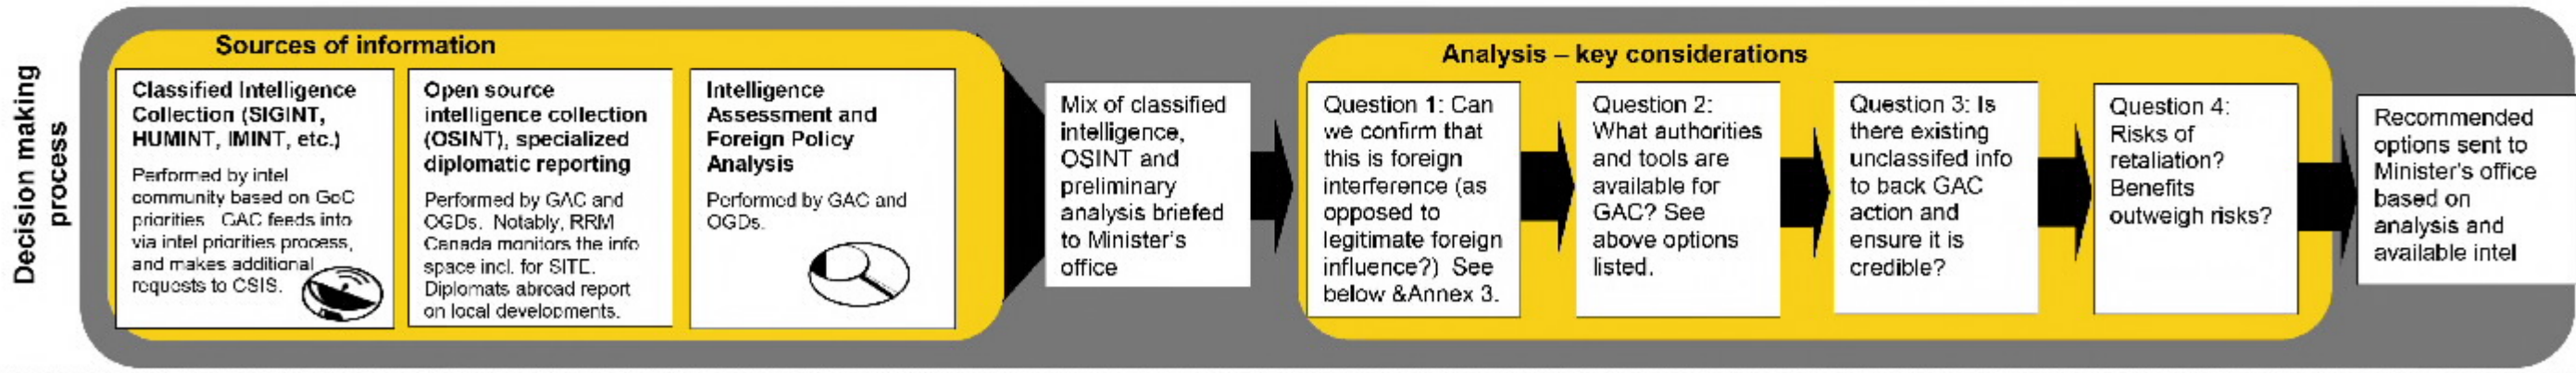 Decision making
process
Sources of information
Classified Intelligence
Collection (SIGINT,
HUMINT, IMINT, etc.)
Performed by intel
community based on GoC
priorities. GAC feeds into
via intel priorities process,
and makes additional
requests to CSIS.
Open source
intelligence collection
(OSINT), specialized
diplomatic reporting
Performed by GAC and
OGDs. Notably, RRM
Canada monitors the info
space incl. for SITE.
Diplomats abroad report
on local developments.
Intelligence
Assessment and
Foreign Policy
Analysis
Performed by GAC and
OGDs.
Mix of classified
intelligence,
OSINT and
preliminary
analysis briefed
to Minister's
office
Analysis – key considerations
Question 1: Can
we confirm that
this is foreign
interference (as
opposed to
legitimate foreign
influence?) See
below &Annex 3.
Question 2:
What authorities
and tools are
available for
GAC? See
above options
listed.
Question 3: Is
there existing
unclassifed info
to back GAC
action and
ensure it is
credible?
Question 4:
Risks of
retaliation?
Benefits
outweigh risks?
Recommended
options sent to
Minister's office
based on
analysis and
available intel